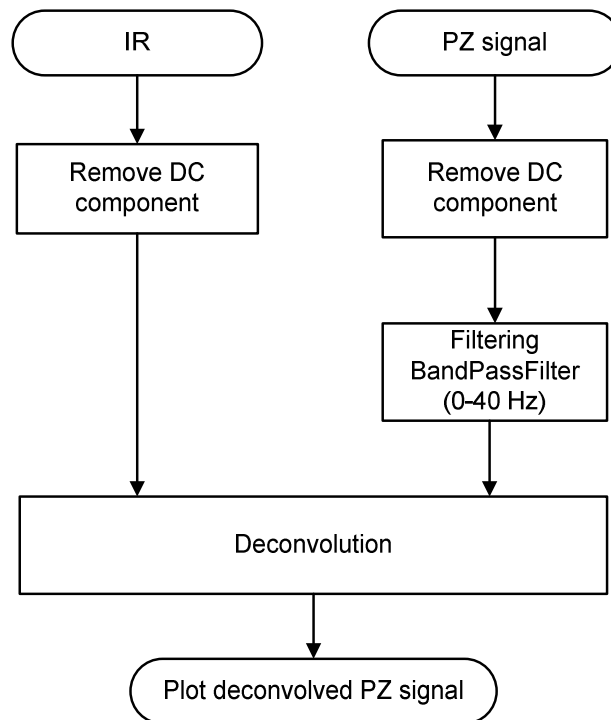 IR
PZ signal
Remove DC
component
Remove DC
component
Filtering
BandPassFilter
(0-40 Hz)
Deconvolution
Plot deconvolved PZ signal